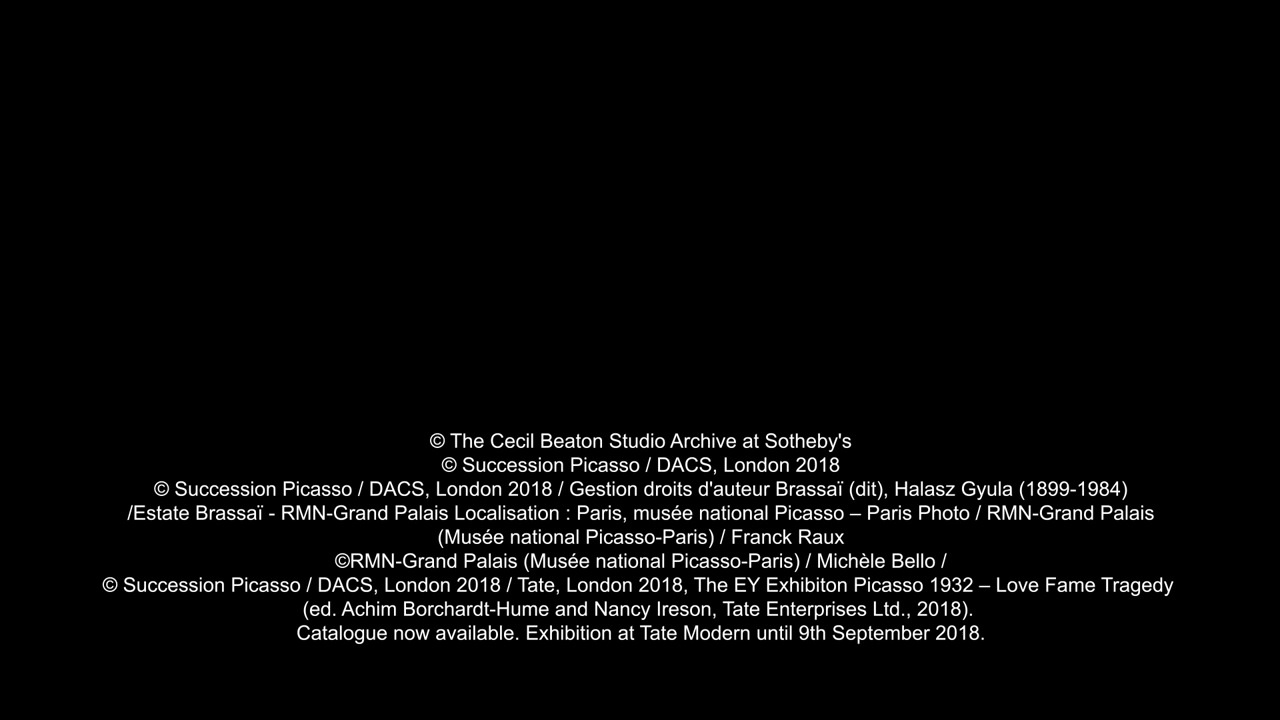 © The Cecil Beaton Studio Archive at Sotheby's
© Succession Picasso / DACS, London 2018
© Succession Picasso / DACS, London 2018 / Gestion droits d'auteur Brassaï (dit), Halasz Gyula (1899-1984)
/Estate Brassaï - RMN-Grand Palais Localisation : Paris, musée national Picasso – Paris Photo / RMN-Grand Palais
(Musée national Picasso-Paris) / Franck Raux
©RMN-Grand Palais (Musée national Picasso-Paris) / Michèle Bello /
© Succession Picasso / DACS, London 2018 / Tate, London 2018, The EY Exhibiton Picasso 1932 – Love Fame Tragedy
(ed. Achim Borchardt-Hume and Nancy Ireson, Tate Enterprises Ltd., 2018).
Catalogue now available. Exhibition at Tate Modern until 9th September 2018.